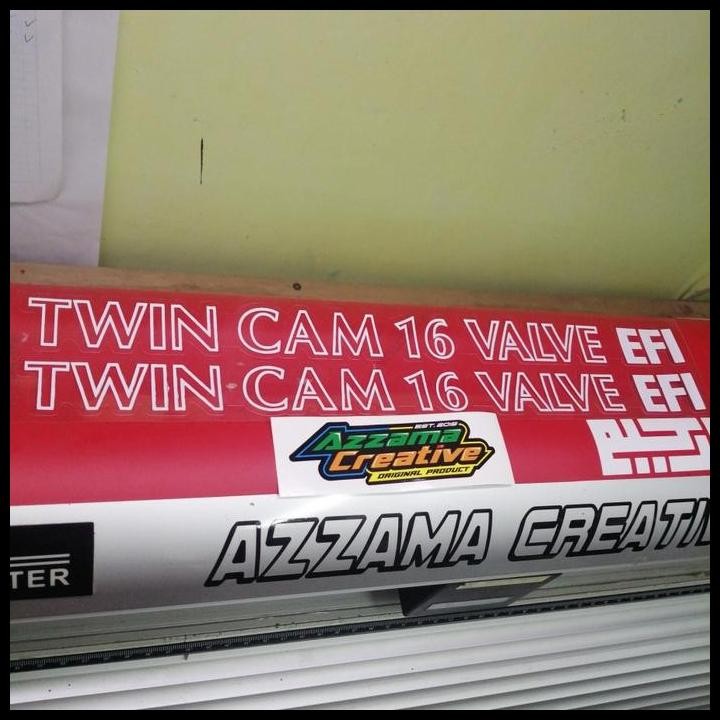 TWIN CAM 16 VALVE EFI
TWIN CAM 16 VALVE EFI
EST. 2015
Azzama
Creative
ORIGINAL PRODUCT
AZZAMA CREATI
TER